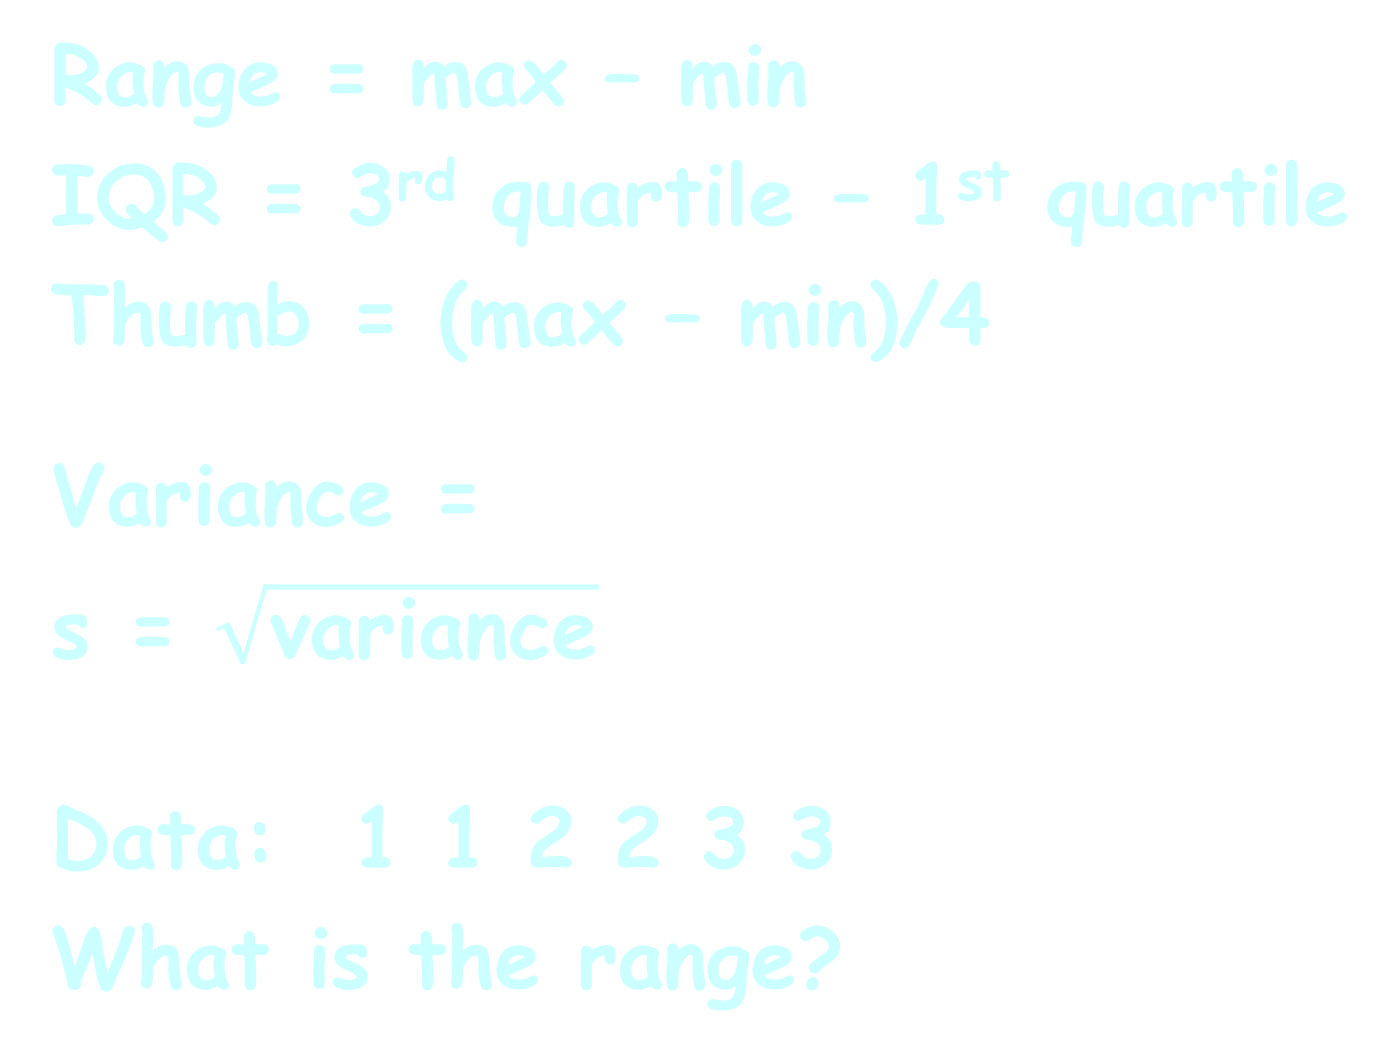 Range = max – min
IQR = 3rd quartile – 1st quartile
Thumb = (max – min)/4
Variance =
s = √variance
Data: 1 1 2 2 3 3
What is the range?